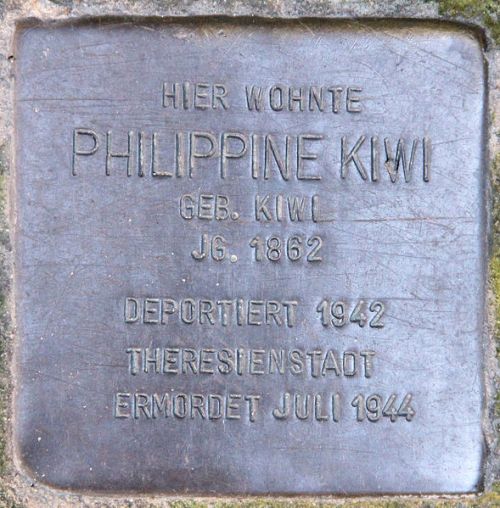 HIER WOHNTE
PHILIPPINE KIWI
GEB. KIWI
JG. 1862
DEPORTIERT 1942
THERESIENSTADT
ERMORDET JULI 1944